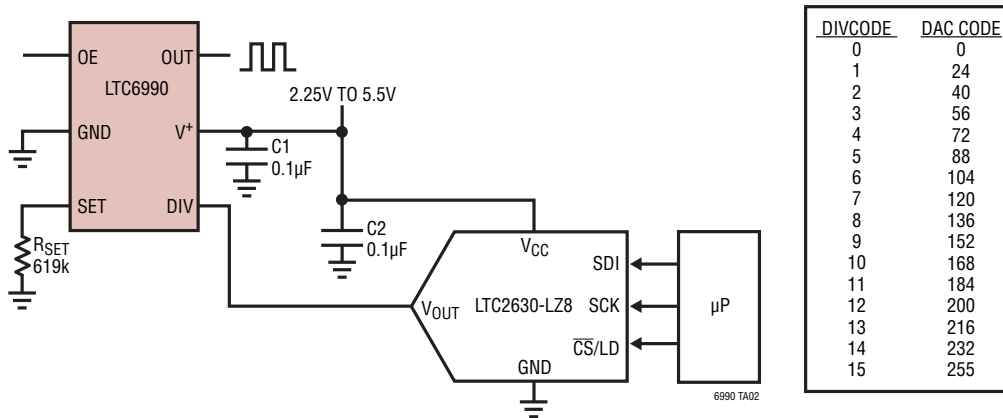 OE OUT
LTC6990
GND V+
SET DIV
RSET
619k
2.25V TO 5.5V
C1
0.1µF
C2
0.1µF
VCC
SDI
VOUT LTC2630-LZ8 SCK
CS/LD
GND
µP
6990 TA02
DIVCODE DAC CODE
0 0
1 24
2 40
3 56
4 72
5 88
6 104
7 120
8 136
9 152
10 168
11 184
12 200
13 216
14 232
15 255